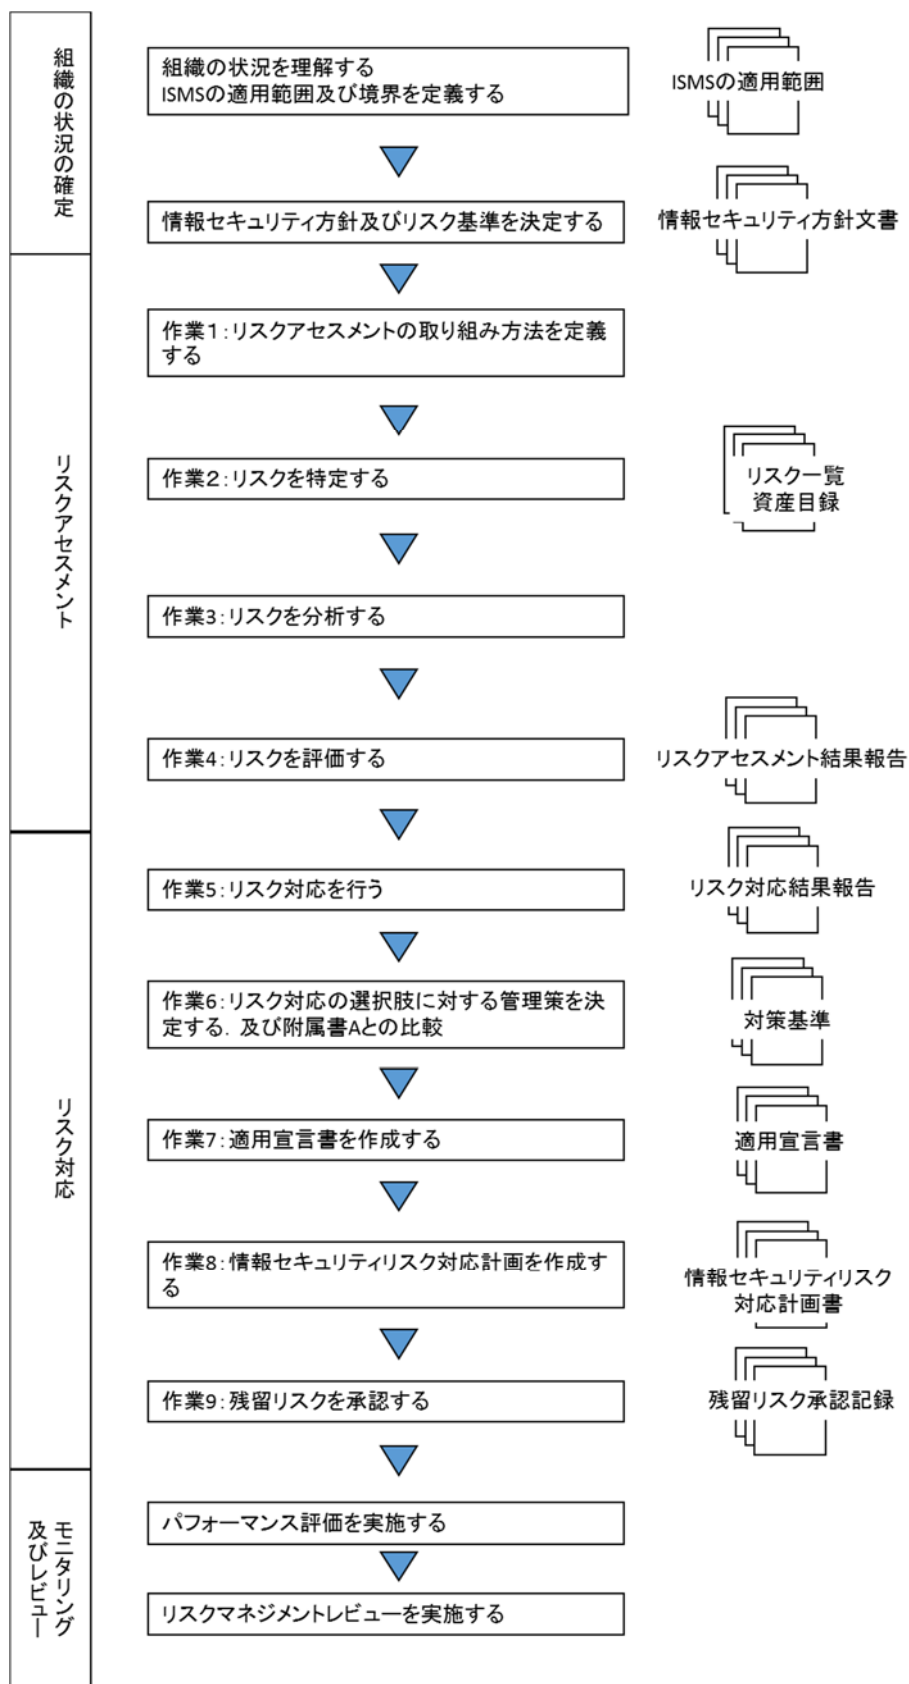 組織の状況の確定
組織の状況を理解する
ISMSの適用範囲及び境界を定義する
ISMSの適用範囲
情報セキュリティ方針及びリスク基準を決定する
情報セキュリティ方針文書
リスクアセスメント
作業1:リスクアセスメントの取り組み方法を定義
する
作業2:リスクを特定する
リスク一覧
資産目録
作業3:リスクを分析する
作業4:リスクを評価する
リスクアセスメント結果報告
リスク対応
作業5:リスク対応を行う
リスク対応結果報告
作業6:リスク対応の選択肢に対する管理策を決
定する. 及び附属書Aとの比較
対策基準
作業7:適用宣言書を作成する
適用宣言書
作業8:情報セキュリティリスク対応計画を作成す
る
情報セキュリティリスク
対応計画書
作業9:残留リスクを承認する
残留リスク承認記録
モニタリング
及びレビュー
パフォーマンス評価を実施する
リスクマネジメントレビューを実施する